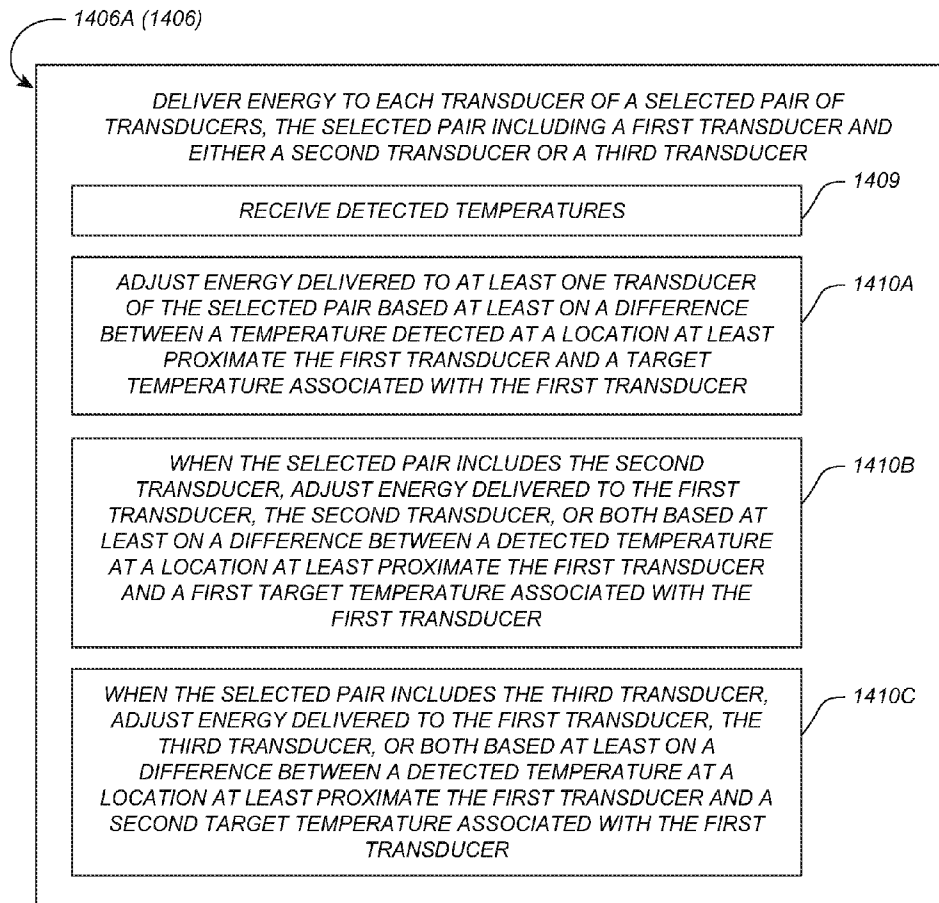 1406A (1406)
DELIVER ENERGY TO EACH TRANSDUCER OF A SELECTED PAIR OF
TRANSDUCERS, THE SELECTED PAIR INCLUDING A FIRST TRANSDUCER AND
EITHER A SECOND TRANSDUCER OR A THIRD TRANSDUCER
1409
RECEIVE DETECTED TEMPERATURES
1410A
ADJUST ENERGY DELIVERED TO AT LEAST ONE TRANSDUCER
OF THE SELECTED PAIR BASED AT LEAST ON A DIFFERENCE
BETWEEN A TEMPERATURE DETECTED AT A LOCATION AT LEAST
PROXIMATE THE FIRST TRANSDUCER AND A TARGET
TEMPERATURE ASSOCIATED WITH THE FIRST TRANSDUCER
1410B
WHEN THE SELECTED PAIR INCLUDES THE SECOND
TRANSDUCER, ADJUST ENERGY DELIVERED TO THE FIRST
TRANSDUCER, THE SECOND TRANSDUCER, OR BOTH BASED AT
LEAST ON A DIFFERENCE BETWEEN A DETECTED TEMPERATURE
AT A LOCATION AT LEAST PROXIMATE THE FIRST TRANSDUCER
AND A FIRST TARGET TEMPERATURE ASSOCIATED WITH THE
FIRST TRANSDUCER
1410C
WHEN THE SELECTED PAIR INCLUDES THE THIRD TRANSDUCER,
ADJUST ENERGY DELIVERED TO THE FIRST TRANSDUCER, THE
THIRD TRANSDUCER, OR BOTH BASED AT LEAST ON A
DIFFERENCE BETWEEN A DETECTED TEMPERATURE AT A
LOCATION AT LEAST PROXIMATE THE FIRST TRANSDUCER AND A
SECOND TARGET TEMPERATURE ASSOCIATED WITH THE FIRST
TRANSDUCER